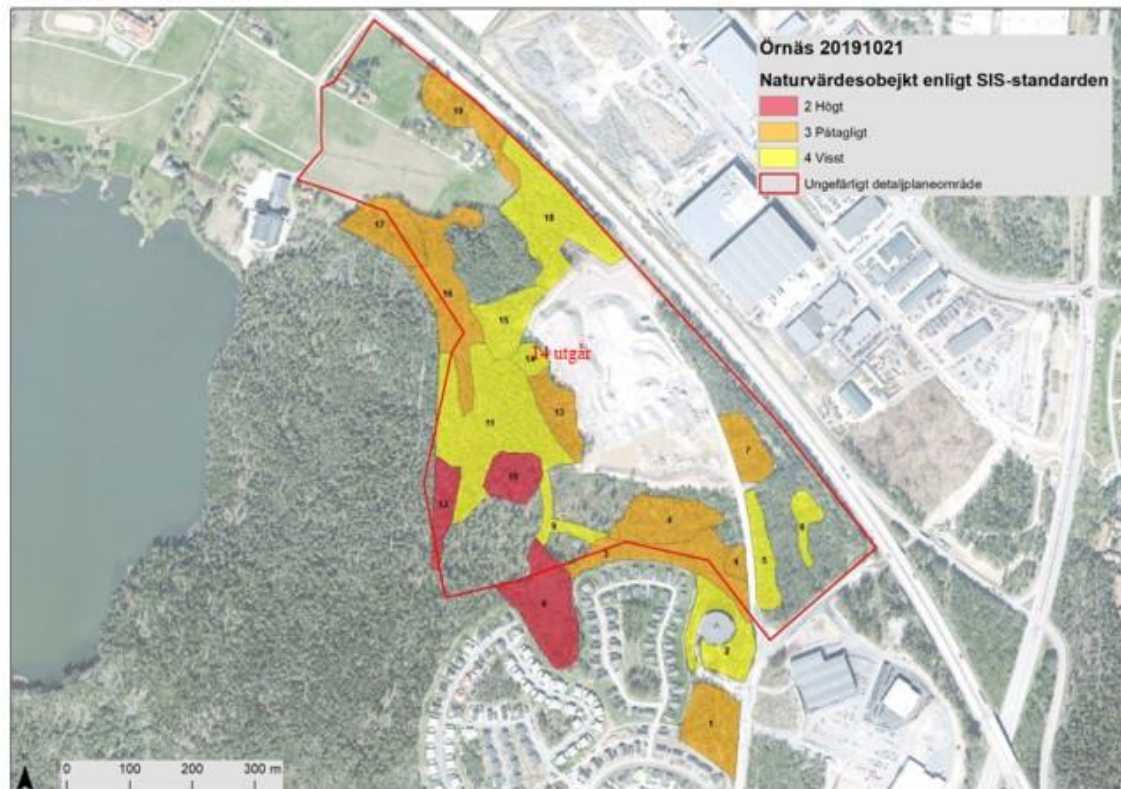 Örnäs 20191021
Naturvärdesobejkt enligt SIS-standarden
2 Högt
3 Påtagligt
4 Visst
Ungefärligt detaljplaneområde
19
18
17
16
15
14 utgår
13
11
7
10
12
9
3
4
5
6
2
1
0 100 200 300 m